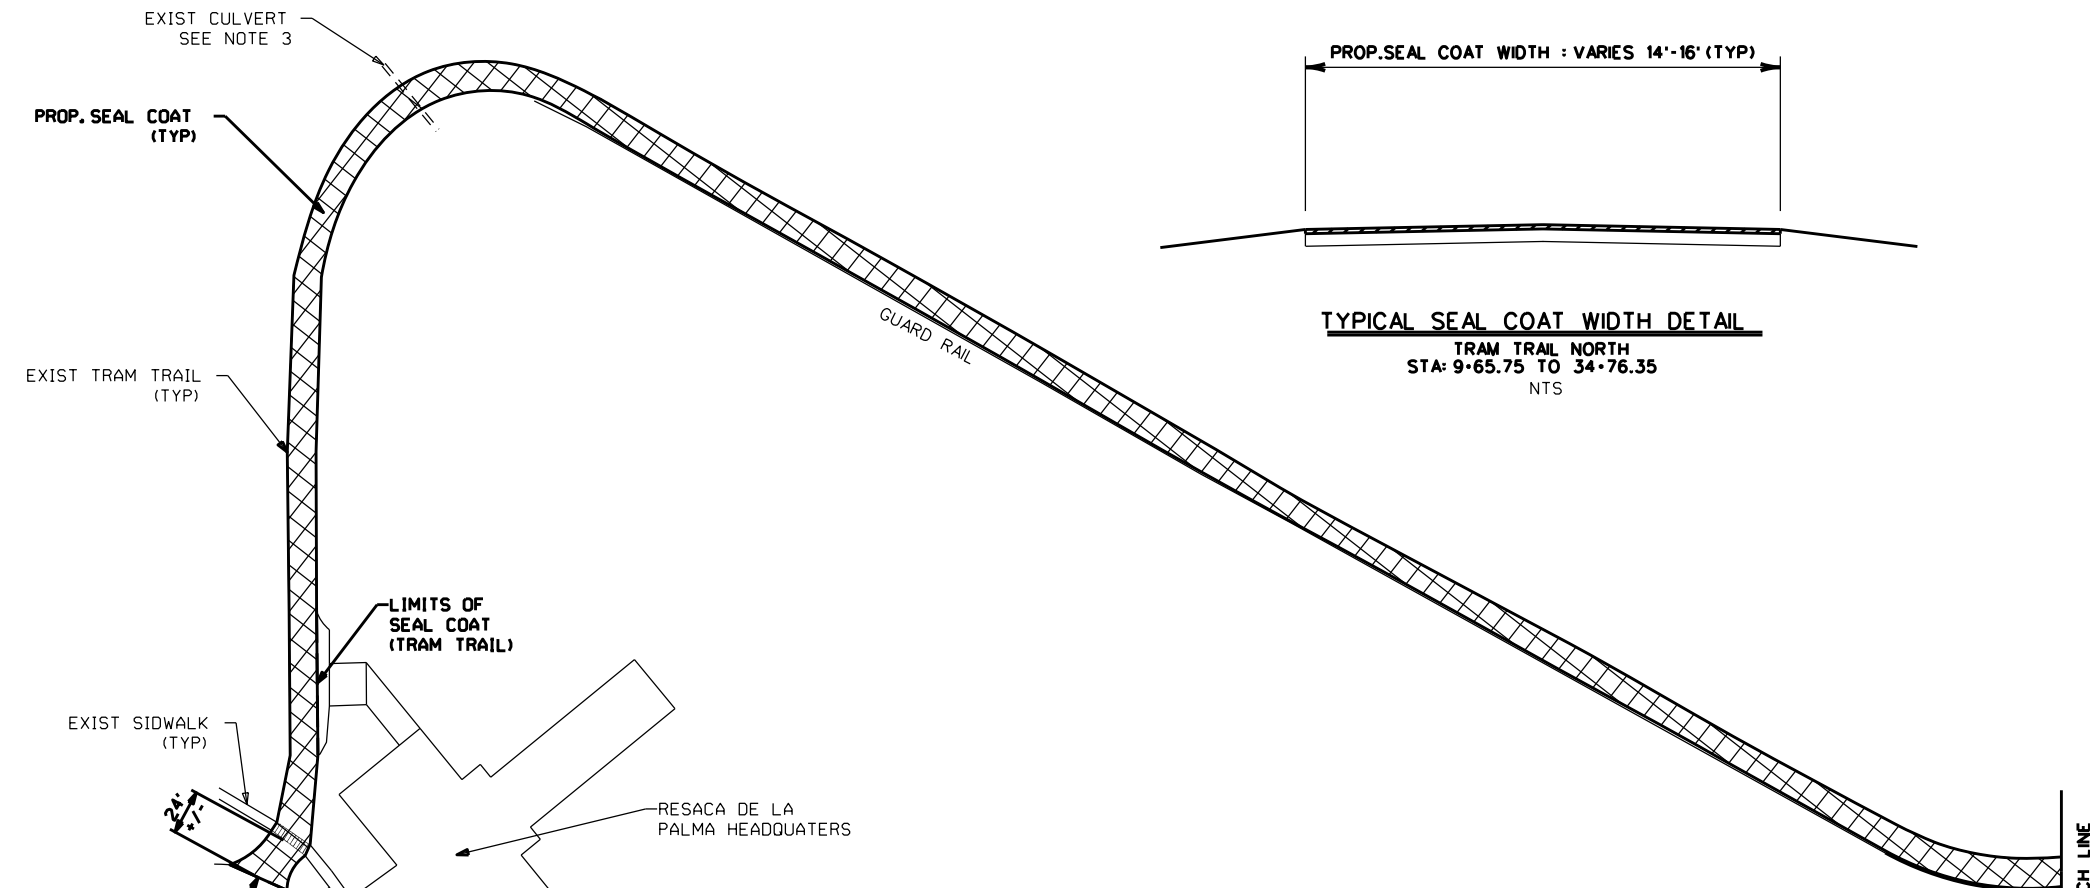 EXIST CULVERT
SEE NOTE 3
PROP. SEAL COAT WIDTH : VARIES 14'-16' (TYP)
PROP. SEAL COAT
(TYP)
GUARD RAIL
TYPICAL SEAL COAT WIDTH DETAIL
TRAM TRAIL NORTH
STA: 9+65.75 TO 34+76.35
NTS
EXIST TRAM TRAIL
(TYP)
LIMITS OF
SEAL COAT
(TRAM TRAIL)
EXIST SIDWALK
(TYP)
24'
+/-
RESACA DE LA
PALMA HEADQUATERS
CH LINE